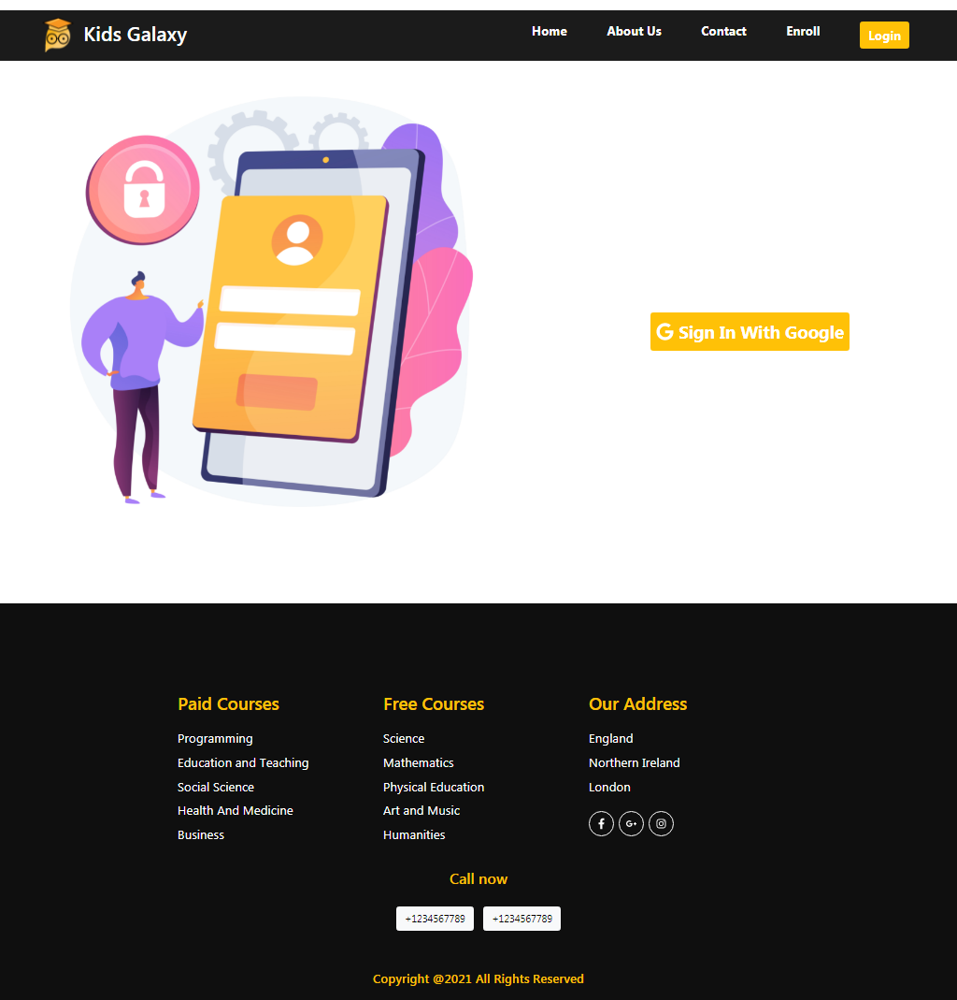 Kids Galaxy
Home About Us Contact Enroll Login
Sign In With Google
Paid Courses
Programming
Education and Teaching
Social Science
Health And Medicine
Business
Free Courses
Science
Mathematics
Physical Education
Art and Music
Humanities
Our Address
England
Northern Ireland
London
Call now
+1234567789 +1234567789
Copyright @2021 All Rights Reserved